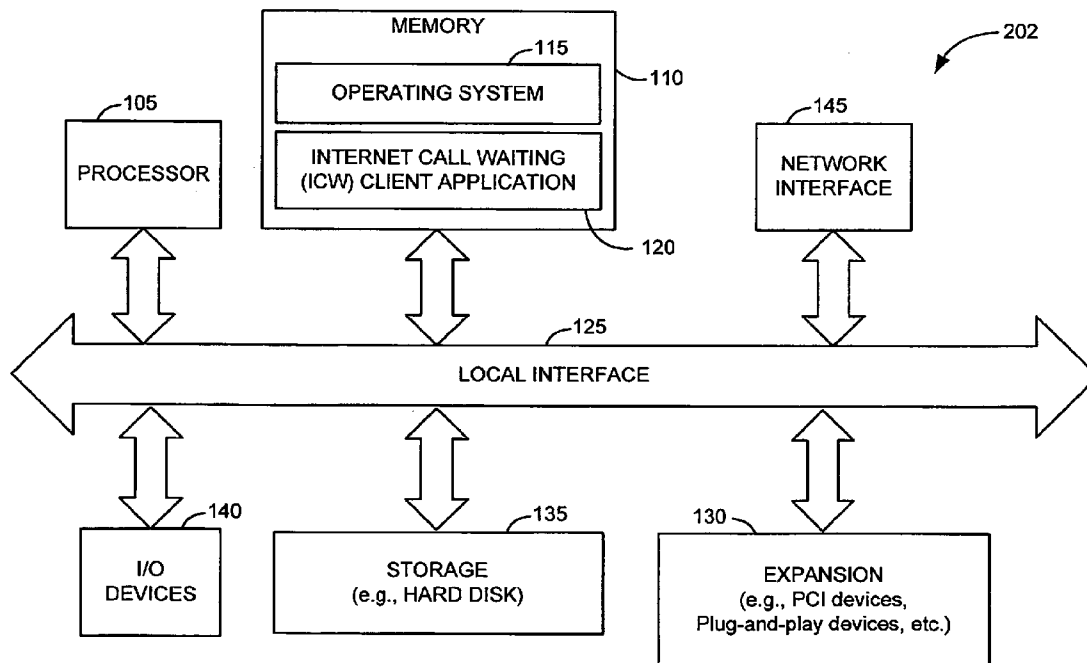 MEMORY
202
115
110
OPERATING SYSTEM
105
145
PROCESSOR
INTERNET CALL WAITING
(ICW) CLIENT APPLICATION
NETWORK
INTERFACE
120
125
LOCAL INTERFACE
140
135
130
I/O
DEVICES
STORAGE
(e.g., HARD DISK)
EXPANSION
(e.g., PCI devices,
Plug-and-play devices, etc.)